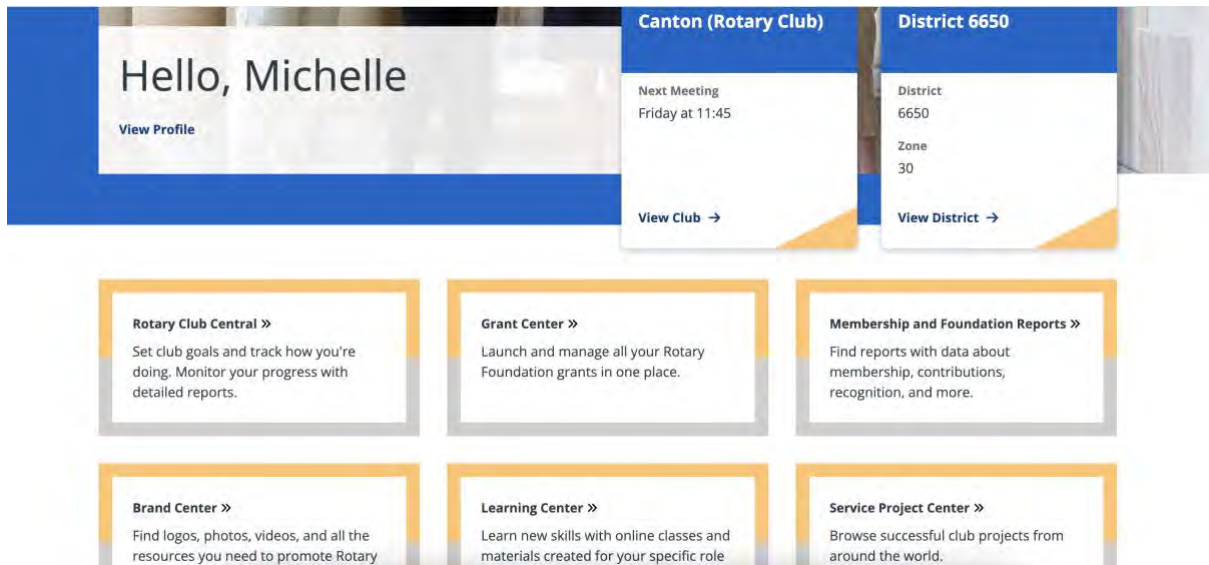 Canton (Rotary Club)
District 6650
Hello, Michelle
View Profile
Next Meeting
Friday at 11:45
View Club →
District
6650
Zone
30
View District →
Rotary Club Central »
Set club goals and track how you're
doing. Monitor your progress with
detailed reports.
Grant Center »
Launch and manage all your Rotary
Foundation grants in one place.
Membership and Foundation Reports »
Find reports with data about
membership, contributions,
recognition, and more.
Brand Center »
Find logos, photos, videos, and all the
resources you need to promote Rotary
Learning Center »
Learn new skills with online classes and
materials created for your specific role
Service Project Center »
Browse successful club projects from
around the world.